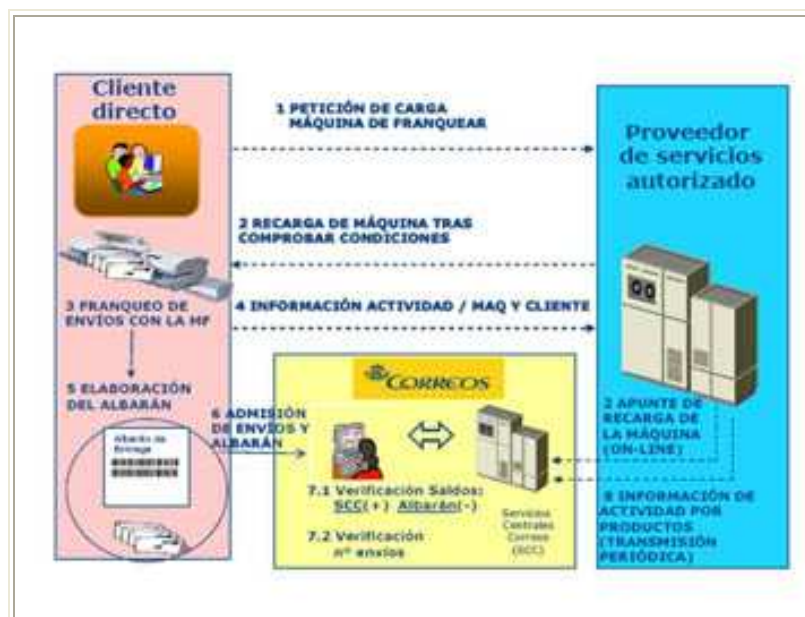 Cliente
directo
1 PETICIÓN DE CARGA
MÁQUINA DE FRANQUEAR
Proveedor
de servicios
autorizado
2 RECARGA DE MÁQUINA TRAS
COMPROBAR CONDICIONES
3 FRANQUEO DE
ENVÍOS CON LA MF
4 INFORMACIÓN ACTIVIDAD / MAQ Y CLIENTE
5 ELABORACIÓN
DEL ALBARÁN
Albarán de
Entrega
6 ADMISIÓN
DE ENVÍOS Y
ALBARÁN
CORREOS
7.1 Verificación Saldos:
SCC(+) Albarán(-)
7.2 Verificación
nº envíos
Servicios
Centrales
Correos
(SCC)
2 APUNTE DE
RECARGA DE
LA MÁQUINA
(ON-LINE)
8 INFORMACIÓN DE
ACTIVIDAD POR
PRODUCTOS
(TRANSMISIÓN
PERIÓDICA)